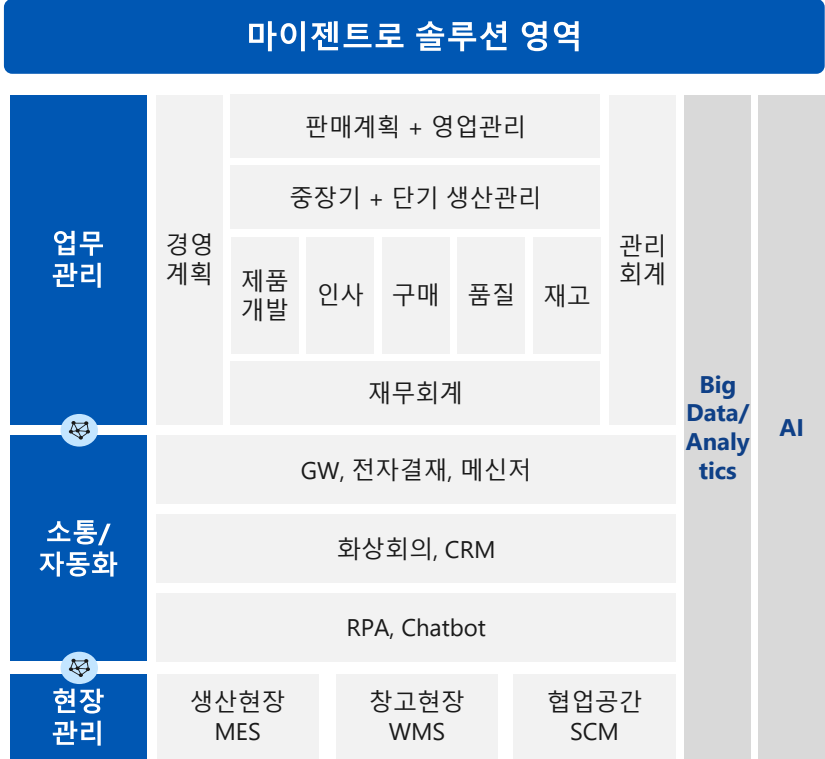 마이젠트로 솔루션 영역
업무
관리
경영
계획
판매계획 + 영업관리
중장기 + 단기 생산관리
제품
개발
인사
구매
품질
재고
재무회계
관리
회계
소통/
자동화
GW, 전자결재, 메신저
화상회의, CRM
RPA, Chatbot
현장
관리
생산현장
MES
창고현장
WMS
협업공간
SCM
Big
Data/
Analy
tics
AI